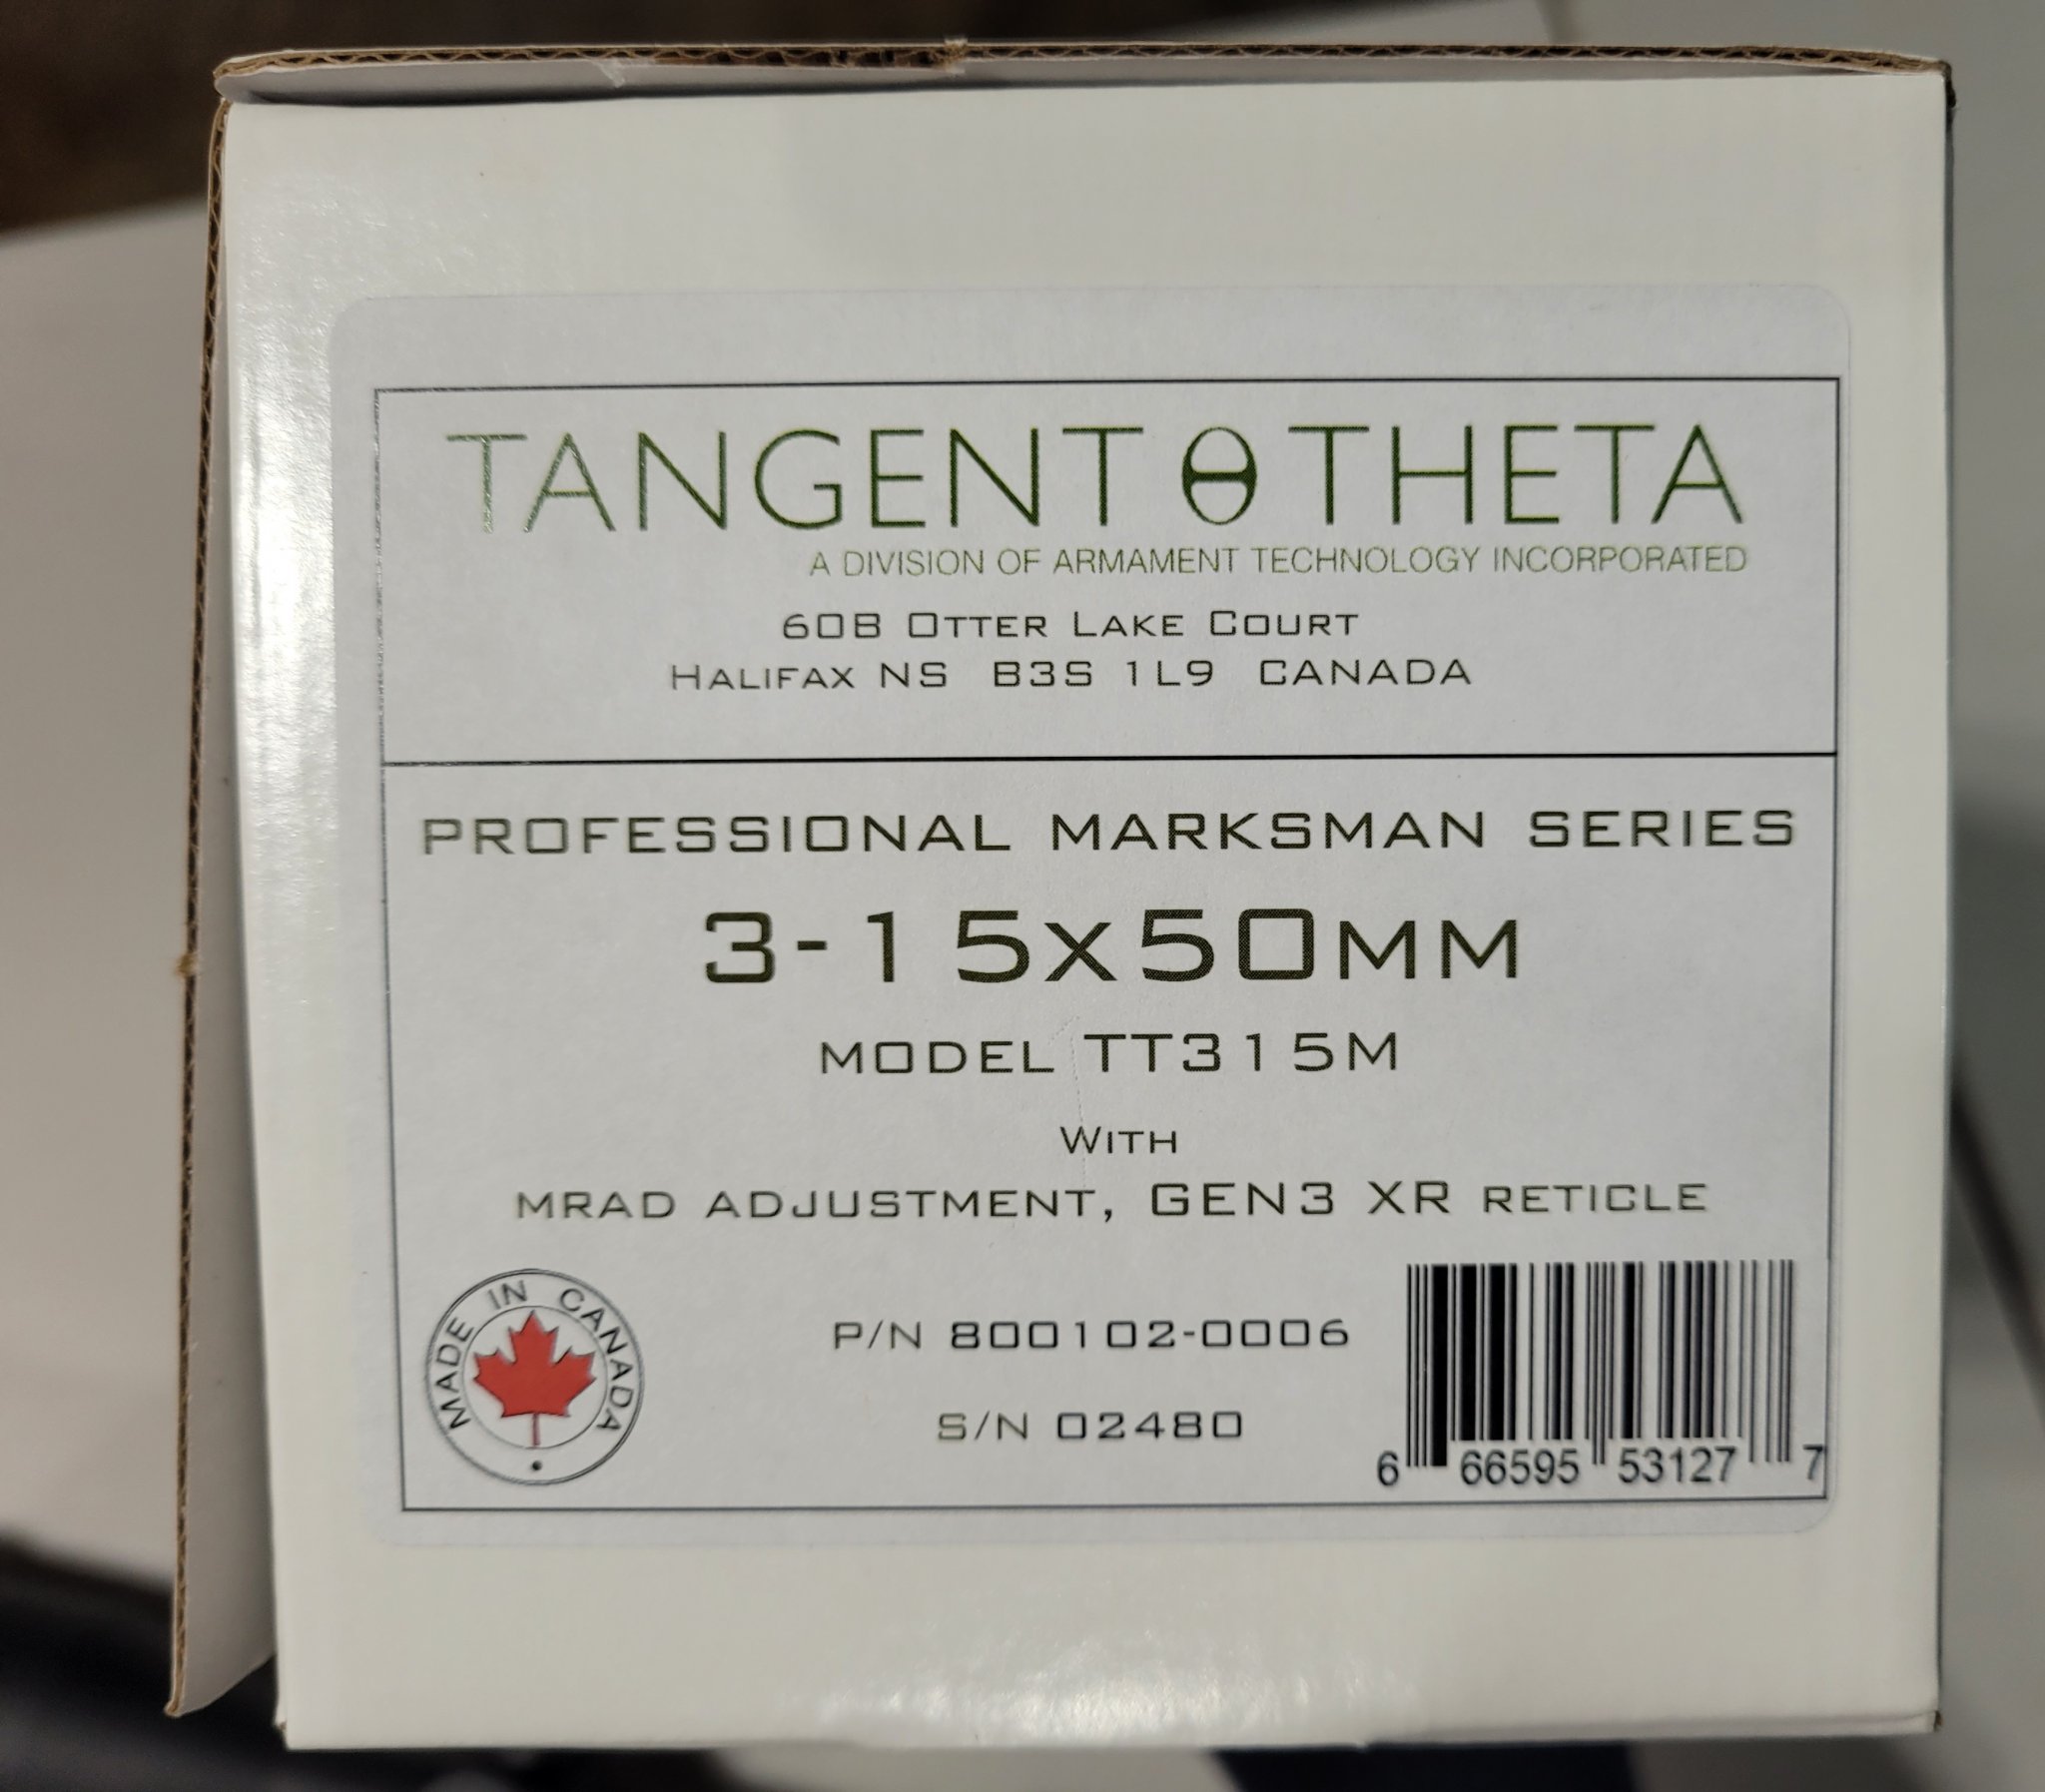 TANGENT θ THETA
A DIVISION OF ARMAMENT TECHNOLOGY INCORPORATED
60B OTTER LAKE COURT
HALIFAX NS B3S 1L9 CANADA
PROFESSIONAL MARKSMAN SERIES
3-15X50MM
MODEL TT315M
WITH
MRAD ADJUSTMENT, GEN3 XR RETICLE
MADE IN CANADA
P/N 800102-0006
S/N 02480
6 66595 53127 7